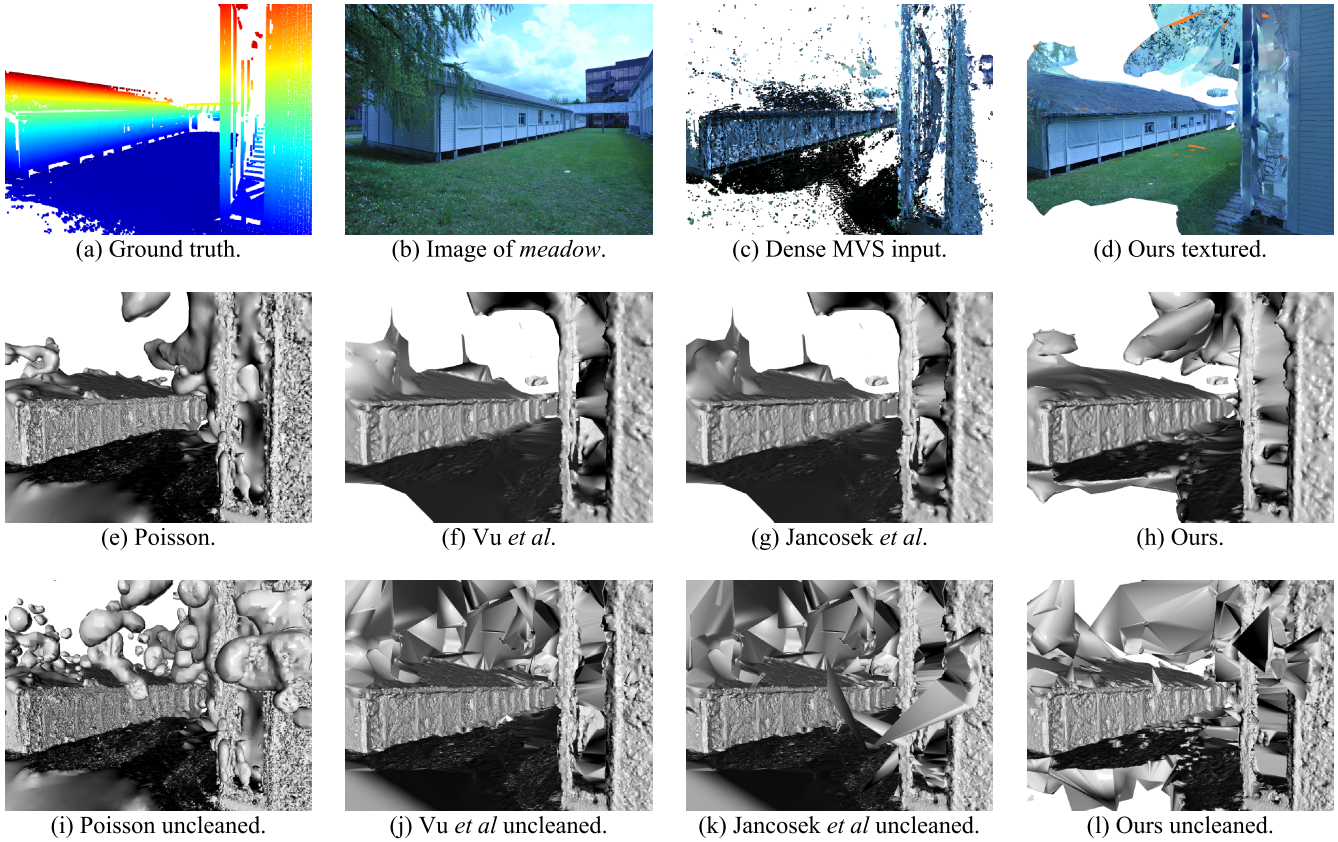 (a) Ground truth.
(b) Image of meadow.
(c) Dense MVS input.
(d) Ours textured.
(e) Poisson.
(f) Vu et al.
(g) Jancosek et al.
(h) Ours.
(i) Poisson uncleaned.
(j) Vu et al uncleaned.
(k) Jancosek et al uncleaned.
(l) Ours uncleaned.